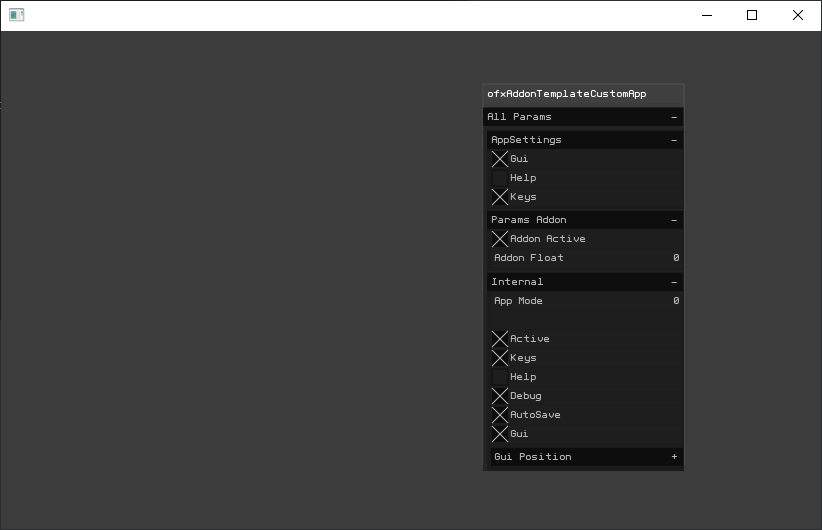 ofxAddonTemplateCustomApp
All Params -
AppSettings -
Gui
Help
Keys
Params Addon -
Addon Active
Addon Float 0
Internal -
App Mode 0
Active
Keys
Help
Debug
AutoSave
Gui
Gui Position +